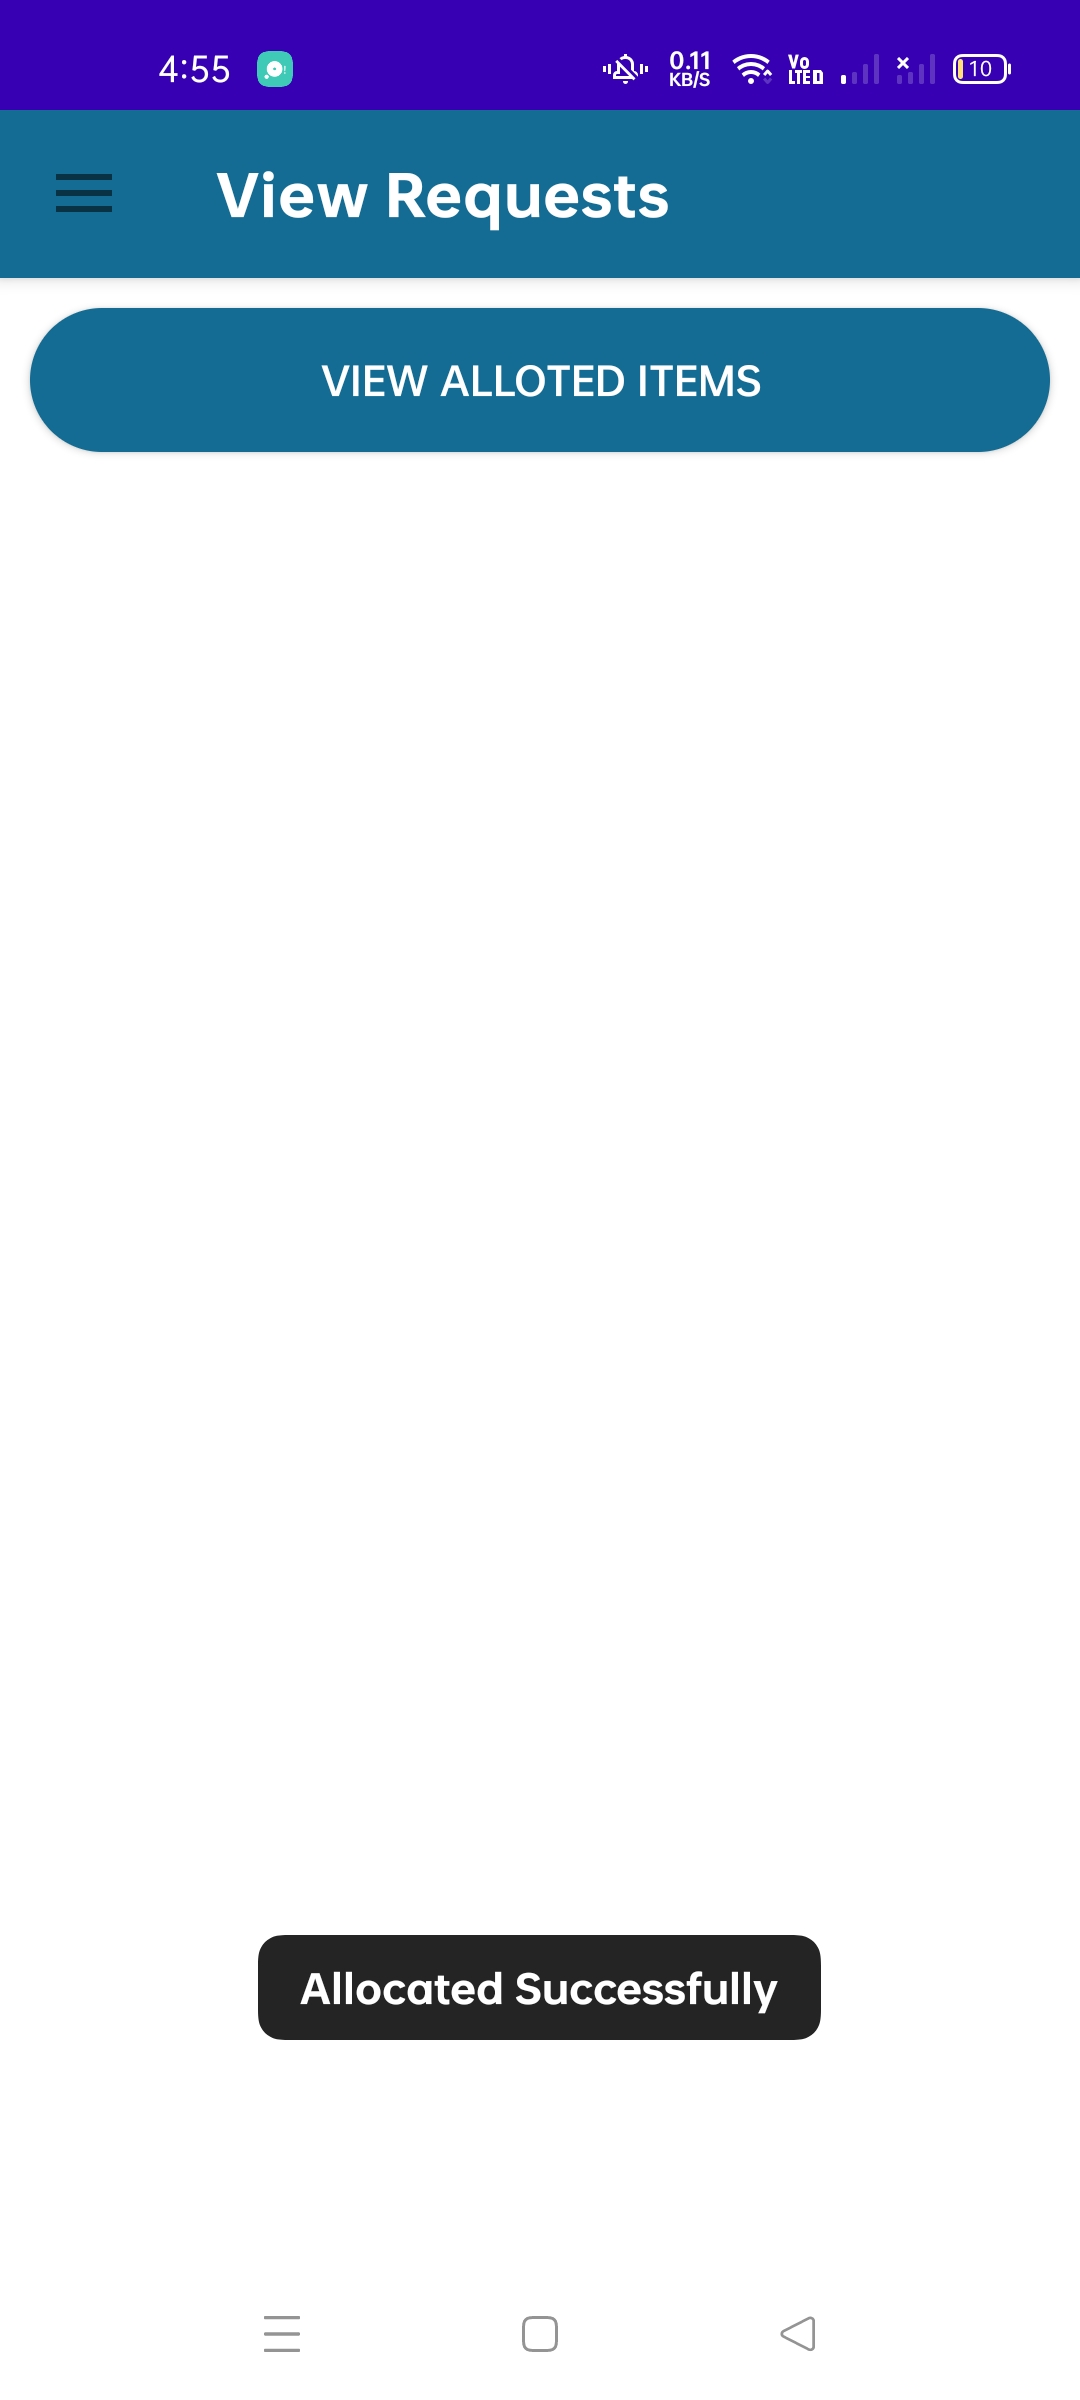 4:55
0.11
KB/S
Vo
LTE
10
View Requests
VIEW ALLOTED ITEMS
Allocated Successfully